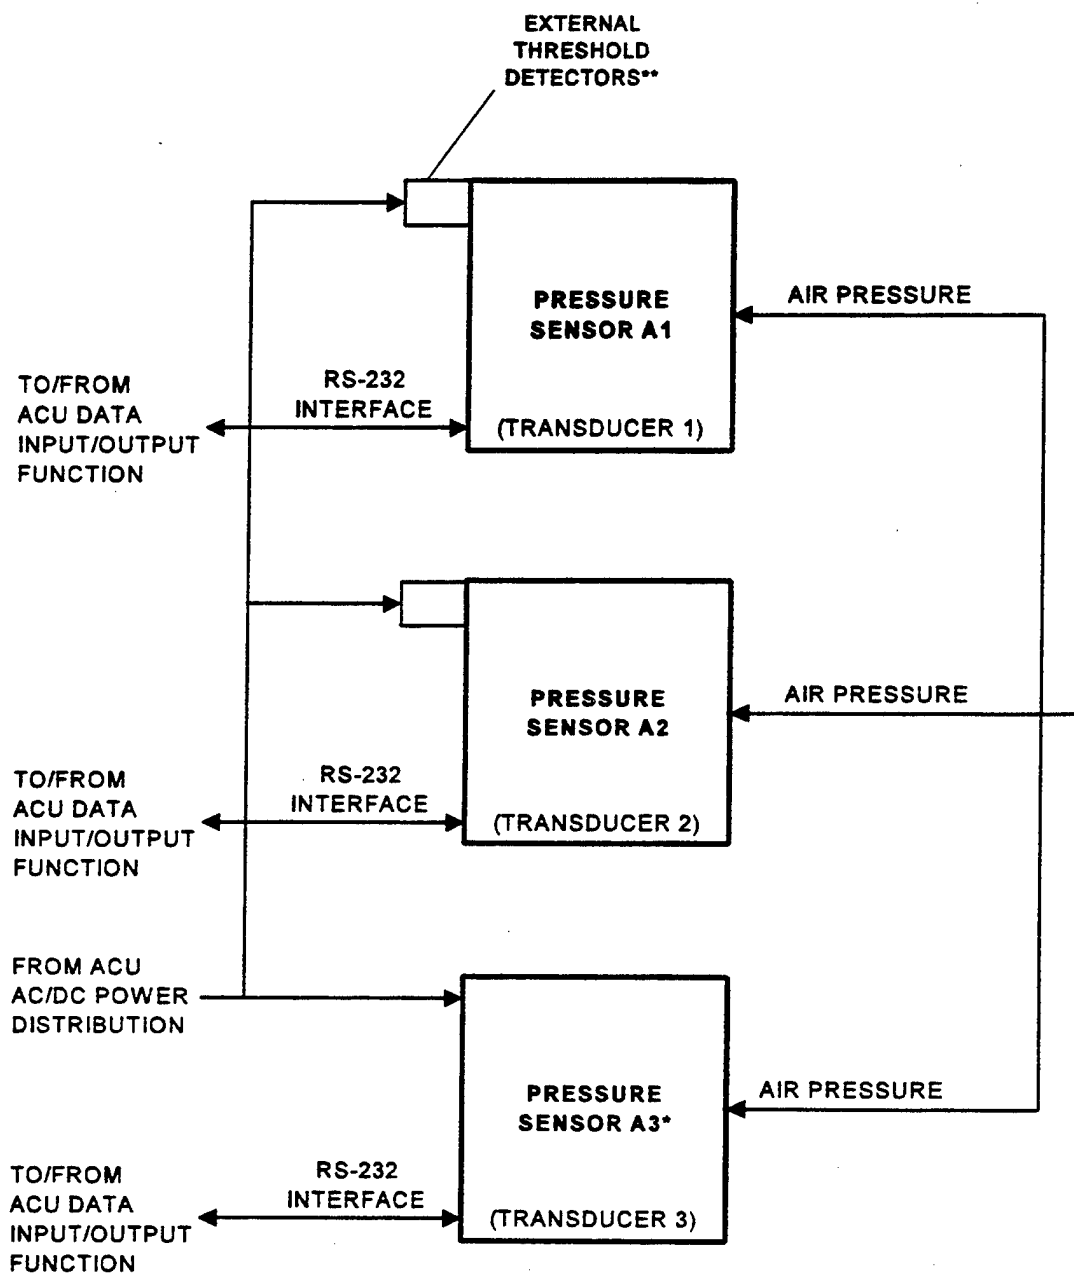 EXTERNAL
THRESHOLD
DETECTORS**
PRESSURE
SENSOR A1
(TRANSDUCER 1)
AIR PRESSURE
RS-232
INTERFACE
TO/FROM
ACU DATA
INPUT/OUTPUT
FUNCTION
PRESSURE
SENSOR A2
(TRANSDUCER 2)
AIR PRESSURE
RS-232
INTERFACE
TO/FROM
ACU DATA
INPUT/OUTPUT
FUNCTION
FROM ACU
AC/DC POWER
DISTRIBUTION
PRESSURE
SENSOR A3*
(TRANSDUCER 3)
AIR PRESSURE
RS-232
INTERFACE
TO/FROM
ACU DATA
INPUT/OUTPUT
FUNCTION